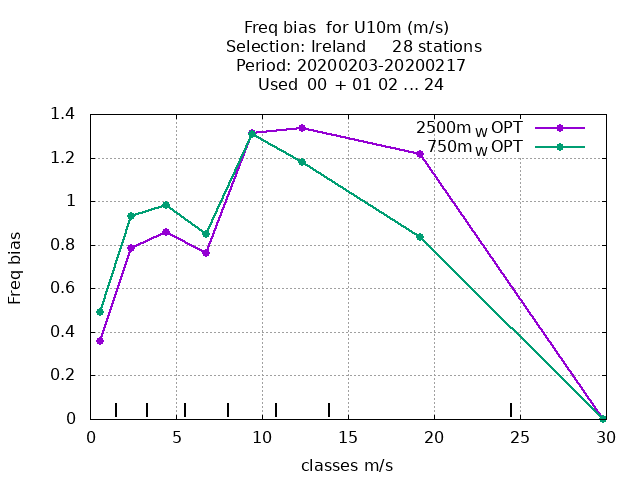 Freq bias  for U10m (m/s)
Selection: Ireland     28 stations
Period: 20200203-20200217
Used  00  + 01 02 ... 24
2500m W OPT
750m W OPT
1.4
1.2
1
0.8
0.6
0.4
0.2
0
Freq bias
0 5 10 15 20 25 30
classes m/s